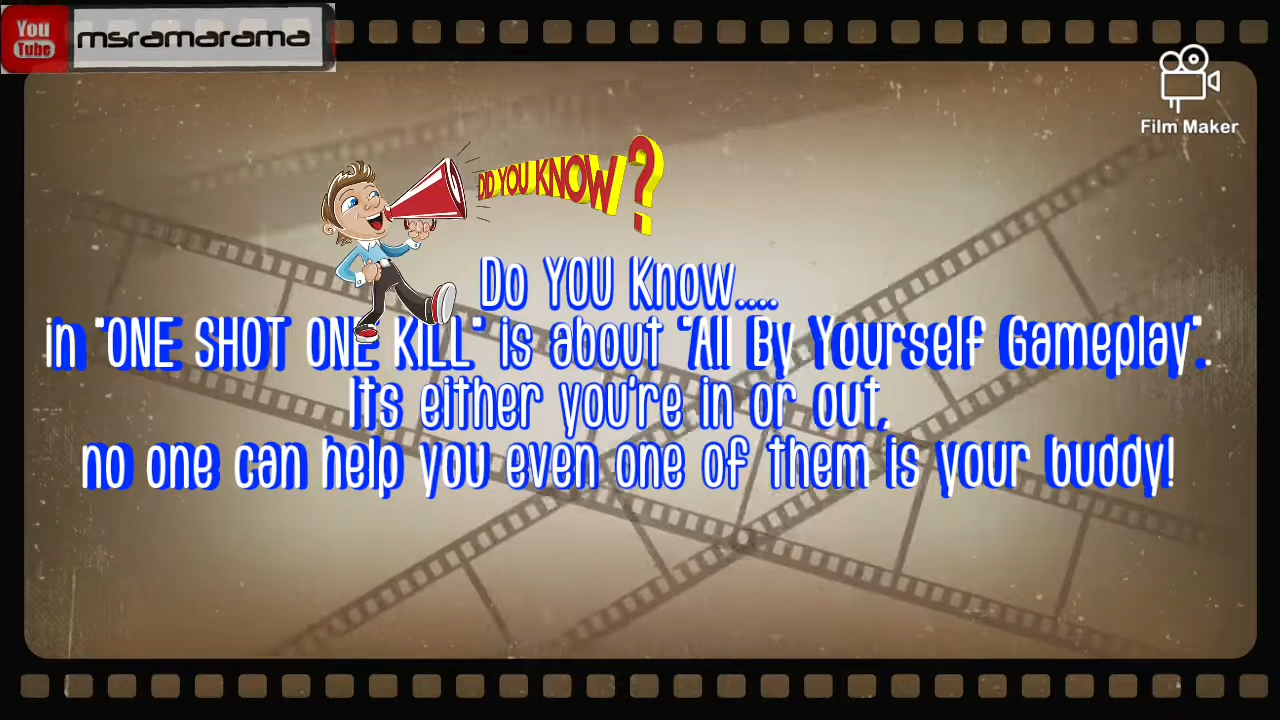 You
Tube
msramarama
Film Maker
DID YOU KNOW?
Do YOU Know....
in "ONE SHOT ONE KILL" is about "All By Yourself Gameplay".
Its either you're in or out,
no one can help you even one of them is your buddy!